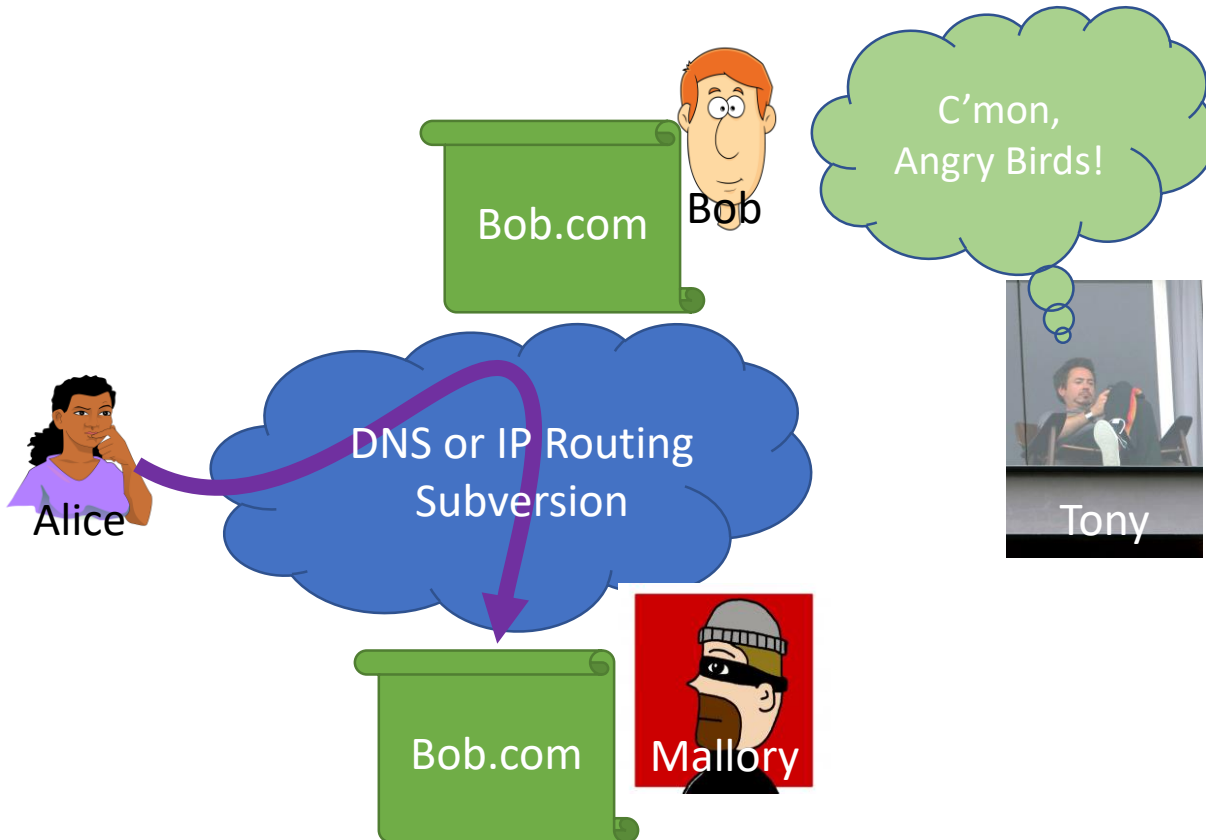 C’mon,
Angry Birds!
Bob.com
Bob
DNS or IP Routing
Subversion
Alice
Tony
Bob.com
Mallory